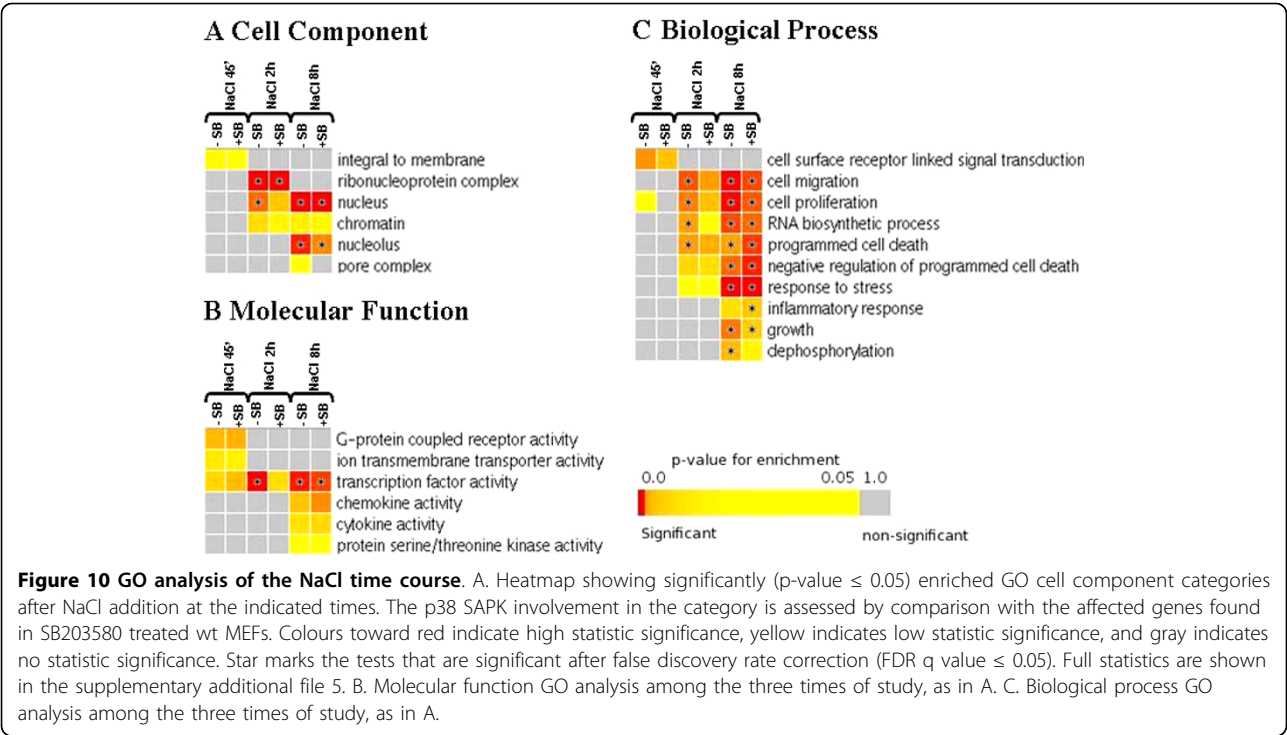 A Cell Component
NaCl 45'
NaCl 2h
NaCl 8h
- SB
+SB
- SB
+SB
- SB
+SB
integral to membrane
ribonucleoprotein complex
nucleus
chromatin
nucleolus
pore complex
B Molecular Function
NaCl 45'
NaCl 2h
NaCl 8h
- SB
+SB
- SB
+SB
- SB
+SB
G-protein coupled receptor activity
ion transmembrane transporter activity
transcription factor activity
chemokine activity
cytokine activity
protein serine/threonine kinase activity
C Biological Process
NaCl 45'
NaCl 2h
NaCl 8h
- SB
+SB
- SB
+SB
- SB
+SB
cell surface receptor linked signal transduction
cell migration
cell proliferation
RNA biosynthetic process
programmed cell death
negative regulation of programmed cell death
response to stress
inflammatory response
growth
dephosphorylation
p-value for enrichment
0.0 0.05 1.0
Significant non-significant
Figure 10 GO analysis of the NaCl time course. A. Heatmap showing significantly (p-value ≤ 0.05) enriched GO cell component categories
after NaCl addition at the indicated times. The p38 SAPK involvement in the category is assessed by comparison with the affected genes found
in SB203580 treated wt MEFs. Colours toward red indicate high statistic significance, yellow indicates low statistic significance, and gray indicates
no statistic significance. Star marks the tests that are significant after false discovery rate correction (FDR q value ≤ 0.05). Full statistics are shown
in the supplementary additional file 5. B. Molecular function GO analysis among the three times of study, as in A. C. Biological process GO
analysis among the three times of study, as in A.